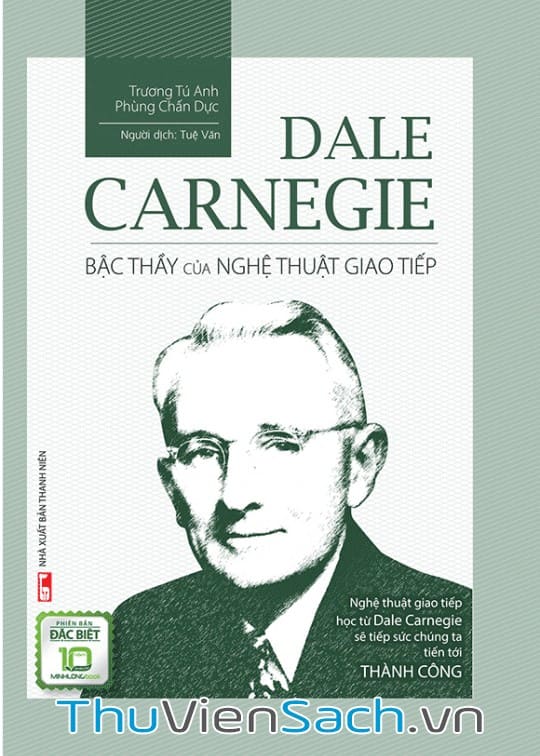 Trương Tú Anh
Phùng Chấn Dực
Người dịch: Tuệ Văn
DALE
CARNEGIE
BẬC THẦY CỦA NGHỆ THUẬT GIAO TIẾP
NHÀ XUẤT BẢN THANH NIÊN
Nghệ thuật giao tiếp
học từ Dale Carnegie
sẽ tiếp sức chúng ta
tiến tới
THÀNH CÔNG
PHIÊN BẢN
ĐẶC BIỆT
10
MINHLONGbook
ThuVienSach.vn